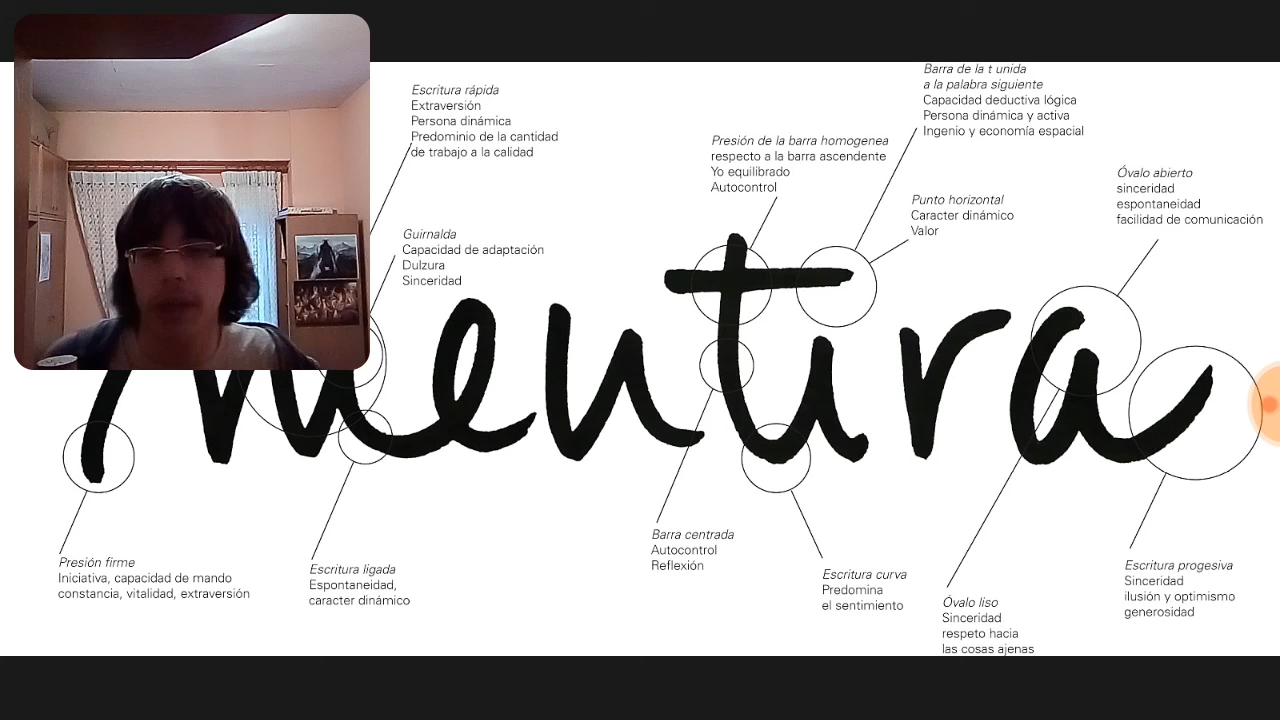 Escritura rápida
Extraversión
Persona dinámica
Predominio de la cantidad
de trabajo a la calidad
Guirnalda
Capacidad de adaptación
Dulzura
Sinceridad
Presión de la barra homogenea
respecto a la barra ascendente
Yo equilibrado
Autocontrol
Barra de la t unida
a la palabra siguiente
Capacidad deductiva lógica
Persona dinámica y activa
Ingenio y economía espacial
Punto horizontal
Caracter dinámico
Valor
Óvalo abierto
sinceridad
espontaneidad
facilidad de comunicación
mentira
Presión firme
Iniciativa, capacidad de mando
constancia, vitalidad, extraversión
Escritura ligada
Espontaneidad,
caracter dinámico
Barra centrada
Autocontrol
Reflexión
Escritura curva
Predomina
el sentimiento
Óvalo liso
Sinceridad
respeto hacia
las cosas ajenas
Escritura progesiva
Sinceridad
ilusión y optimismo
generosidad